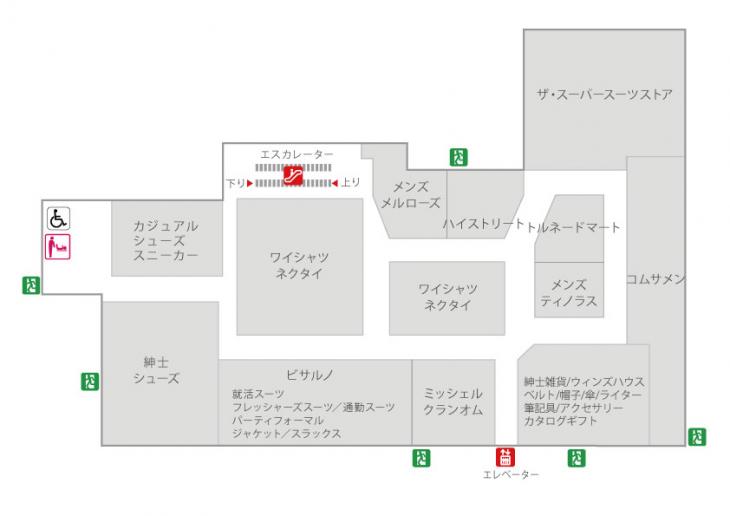 ザ・スーパースーツストア
エスカレーター
下り
上り
メンズ
メルローズ
ハイストリート
トルネードマート
カジュアル
シューズ
スニーカー
ワイシャツ
ネクタイ
ワイシャツ
ネクタイ
メンズ
ティノラス
コムサメン
紳士
シューズ
ビサルノ
就活スーツ
フレッシャーズスーツ／通勤スーツ
パーティフォーマル
ジャケット／スラックス
ミッシェル
クランオム
紳士雑貨/ウィンズハウス
ベルト/帽子/傘/ライター
筆記具/アクセサリー
カタログギフト
エレベーター